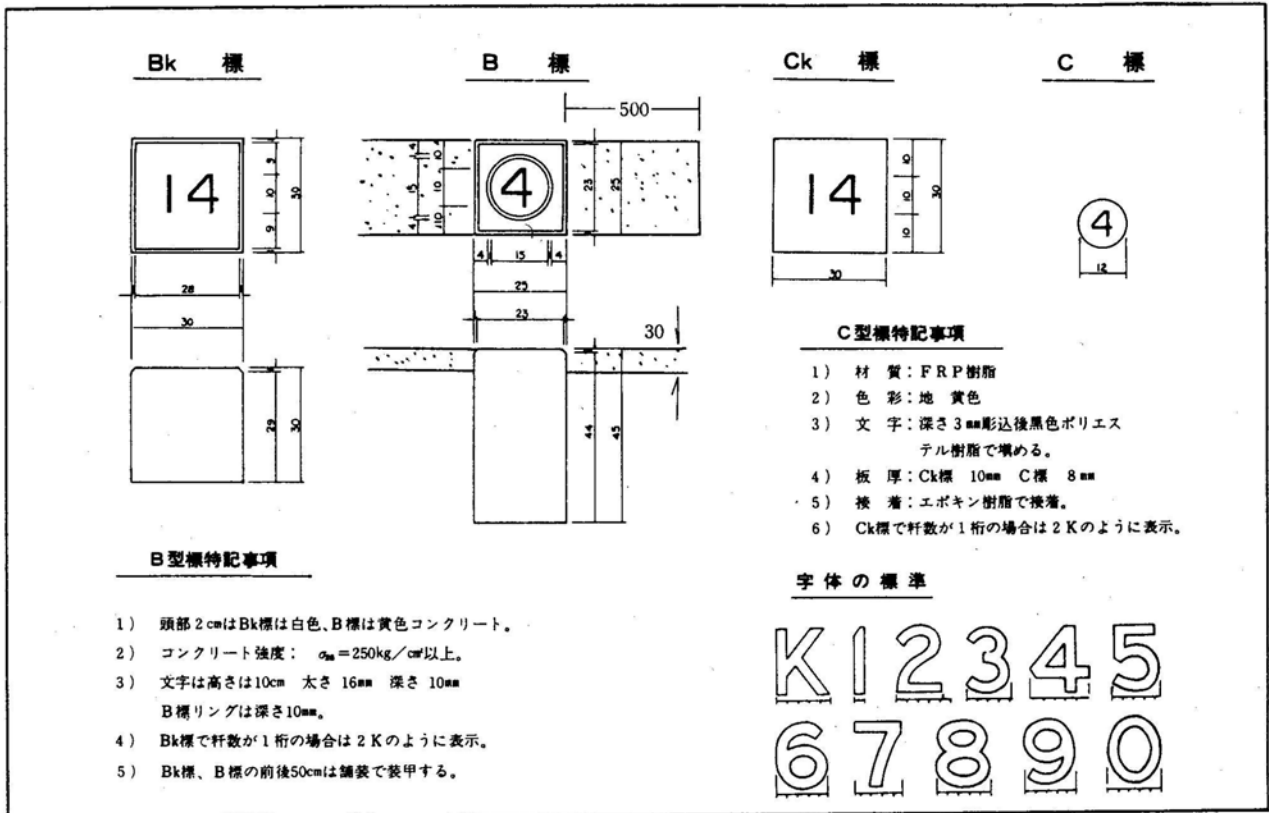 Bk 標
B 標
Ck 標
C 標
500
14
9
10
9
30
28
30
29
30
4
15
4
10
10
10
4
23
25
4
15
4
25
23
30
44
45
14
10
10
10
30
30
4
12
C型標特記事項
1) 材 質：FRP樹脂
2) 色 彩：地 黄色
3) 文 字：深さ3mm彫込後黒色ポリエス
テル樹脂で塡める。
4) 板 厚：Ck標 10mm C標 8mm
5) 接 着：エポキン樹脂で接着。
6) Ck標で粁数が1桁の場合は2Kのように表示。
B型標特記事項
1) 頭部2cmはBk標は白色、B標は黄色コンクリート。
2) コンクリート強度： σ28＝250kg／cm²以上。
3) 文字は高さは10cm 太さ 16mm 深さ 10mm
B標リングは深さ10mm。
4) Bk標で粁数が1桁の場合は2Kのように表示。
5) Bk標、B標の前後50cmは舗装で装甲する。
字体の標準
K12345
67890